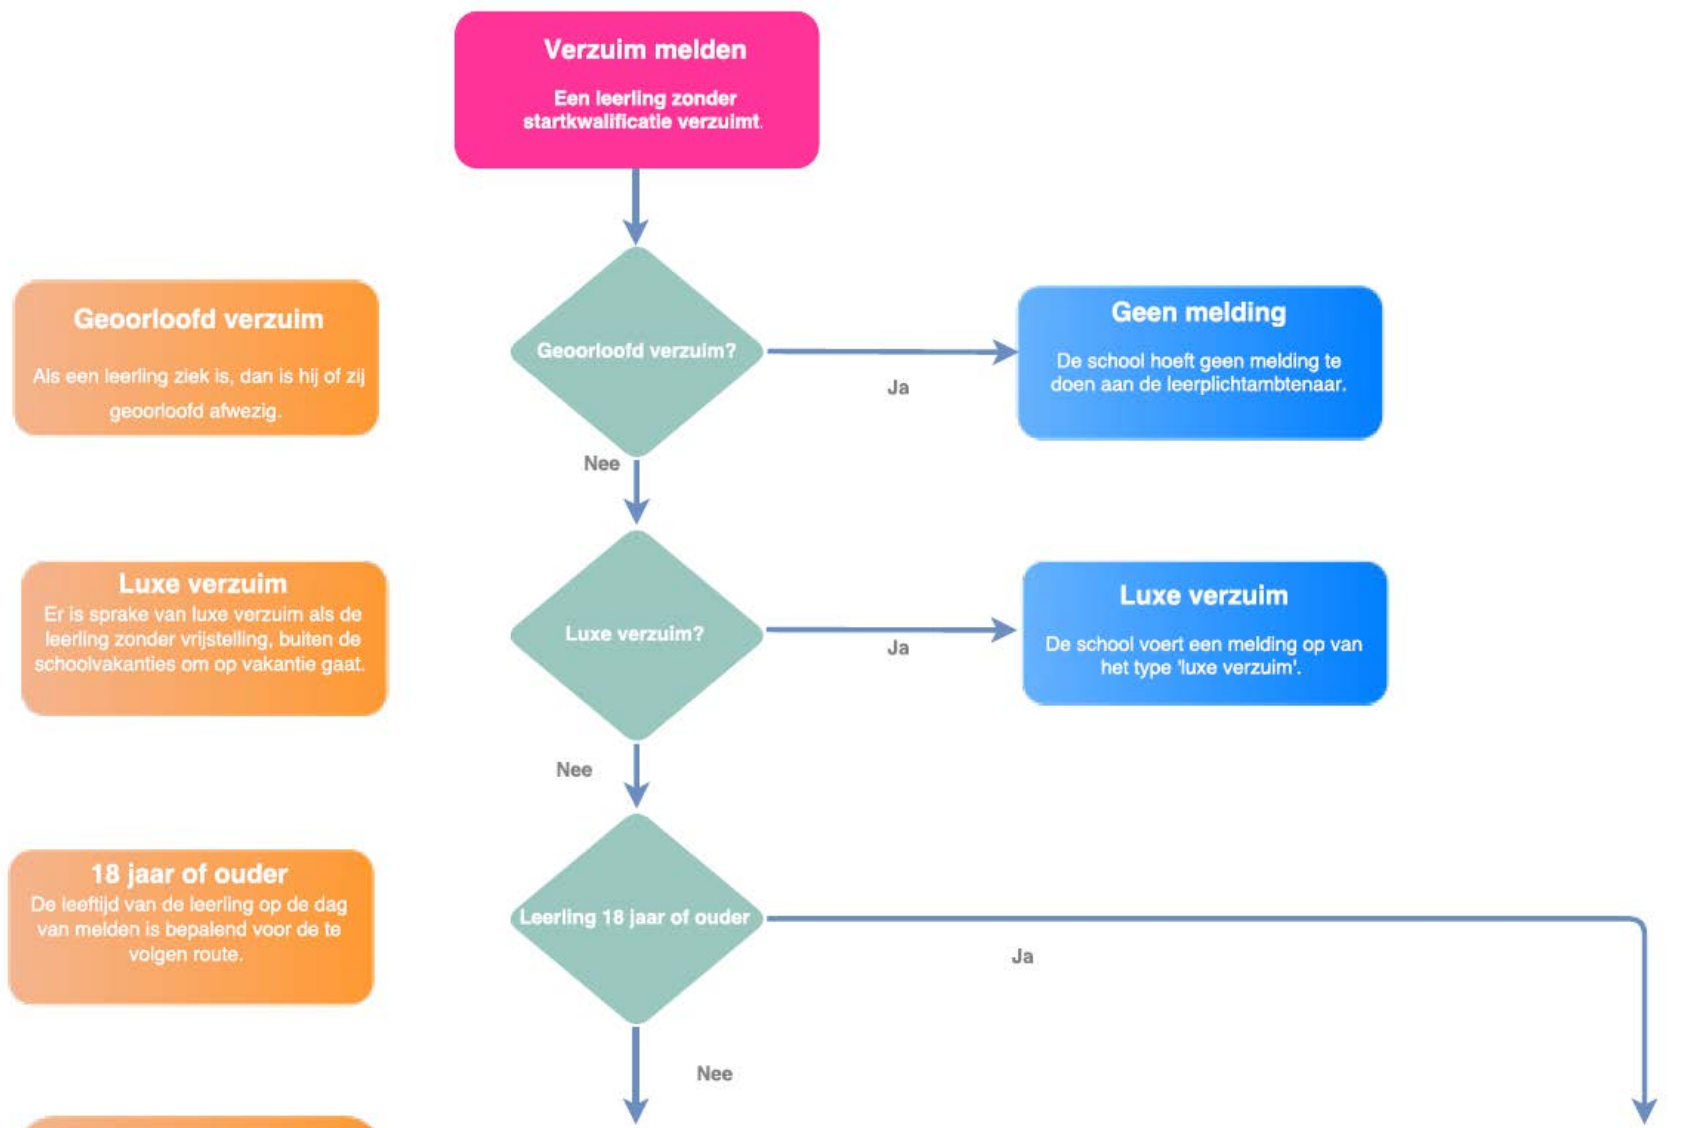 Verzuim melden
Een leerling zonder
startkwalificatie verzuimt.
Geoorloofd verzuim
Als een leerling ziek is, dan is hij of zij
geoorloofd afwezig.
Geoorloofd verzuim?
Ja
Geen melding
De school hoeft geen melding te
doen aan de leerplichtambtenaar.
Nee
Luxe verzuim
Er is sprake van luxe verzuim als de
leerling zonder vrijstelling, buiten de
schoolvakanties om op vakantie gaat.
Luxe verzuim?
Ja
Luxe verzuim
De school voert een melding op van
het type 'luxe verzuim'.
Nee
18 jaar of ouder
De leeftijd van de leerling op de dag
van melden is bepalend voor de te
volgen route.
Leerling 18 jaar of ouder
Ja
Nee